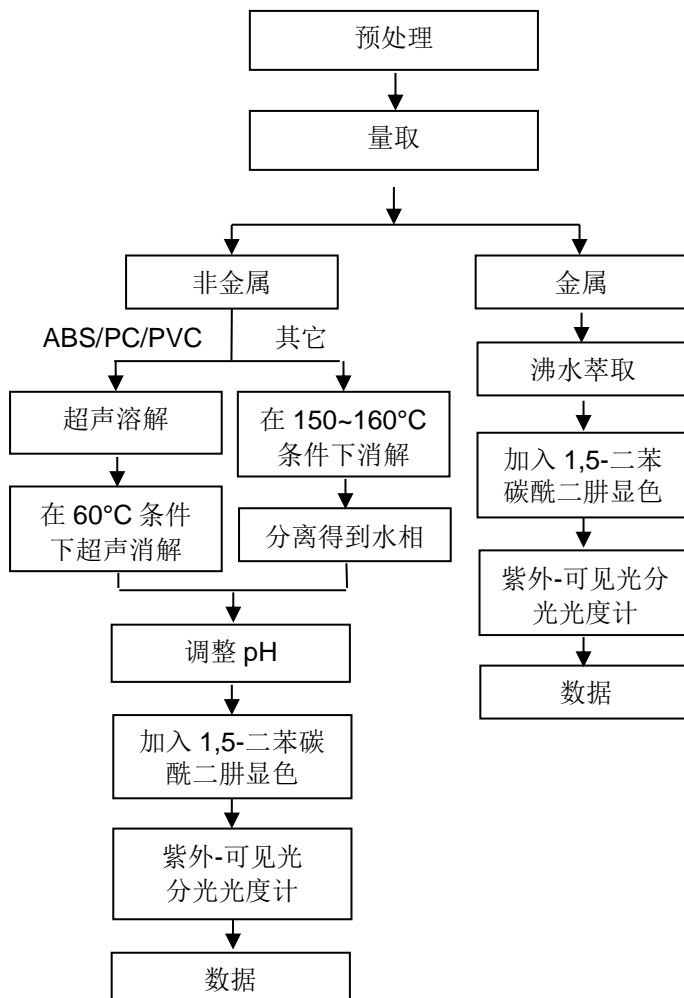 预处理
量取
非金属
金属
ABS/PC/PVC
其它
沸水萃取
超声溶解
在 150~160°C
条件下消解
加入 1,5-二苯
碳酰二肼显色
在 60°C 条件
下超声消解
分离得到水相
紫外-可见光分
光光度计
调整 pH
数据
加入 1,5-二苯碳
酰二肼显色
紫外-可见光
分光光度计
数据